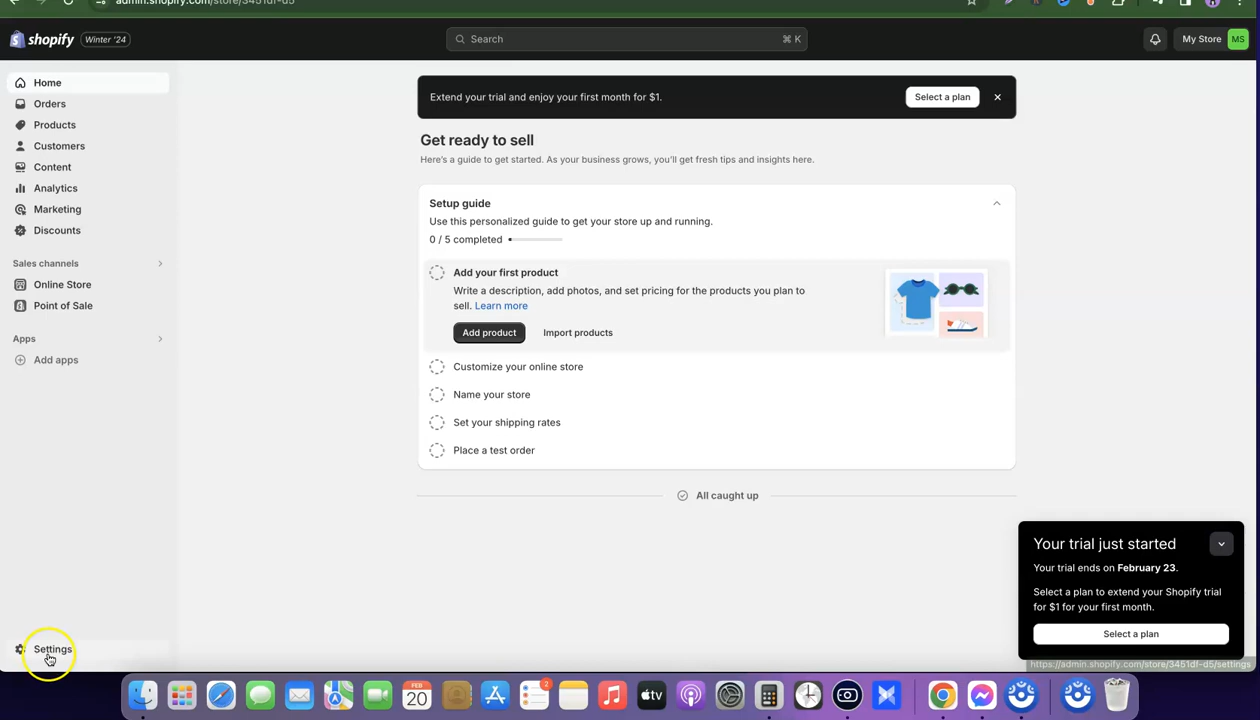 admin.shopify.com/store/3451df-d5
shopify Winter '24 Search ⌘ K My Store MS
Home
Orders
Products
Customers
Content
Analytics
Marketing
Discounts
Sales channels
Online Store
Point of Sale
Apps
Add apps
Settings
Extend your trial and enjoy your first month for $1. Select a plan
Get ready to sell
Here's a guide to get started. As your business grows, you'll get fresh tips and insights here.
Setup guide
Use this personalized guide to get your store up and running.
0 / 5 completed
Add your first product
Write a description, add photos, and set pricing for the products you plan to
sell. Learn more
Add product Import products
Customize your online store
Name your store
Set your shipping rates
Place a test order
All caught up
Your trial just started
Your trial ends on February 23.
Select a plan to extend your Shopify trial
for $1 for your first month.
Select a plan
https://admin.shopify.com/store/3451df-d5/settings
FEB
20
2
tv